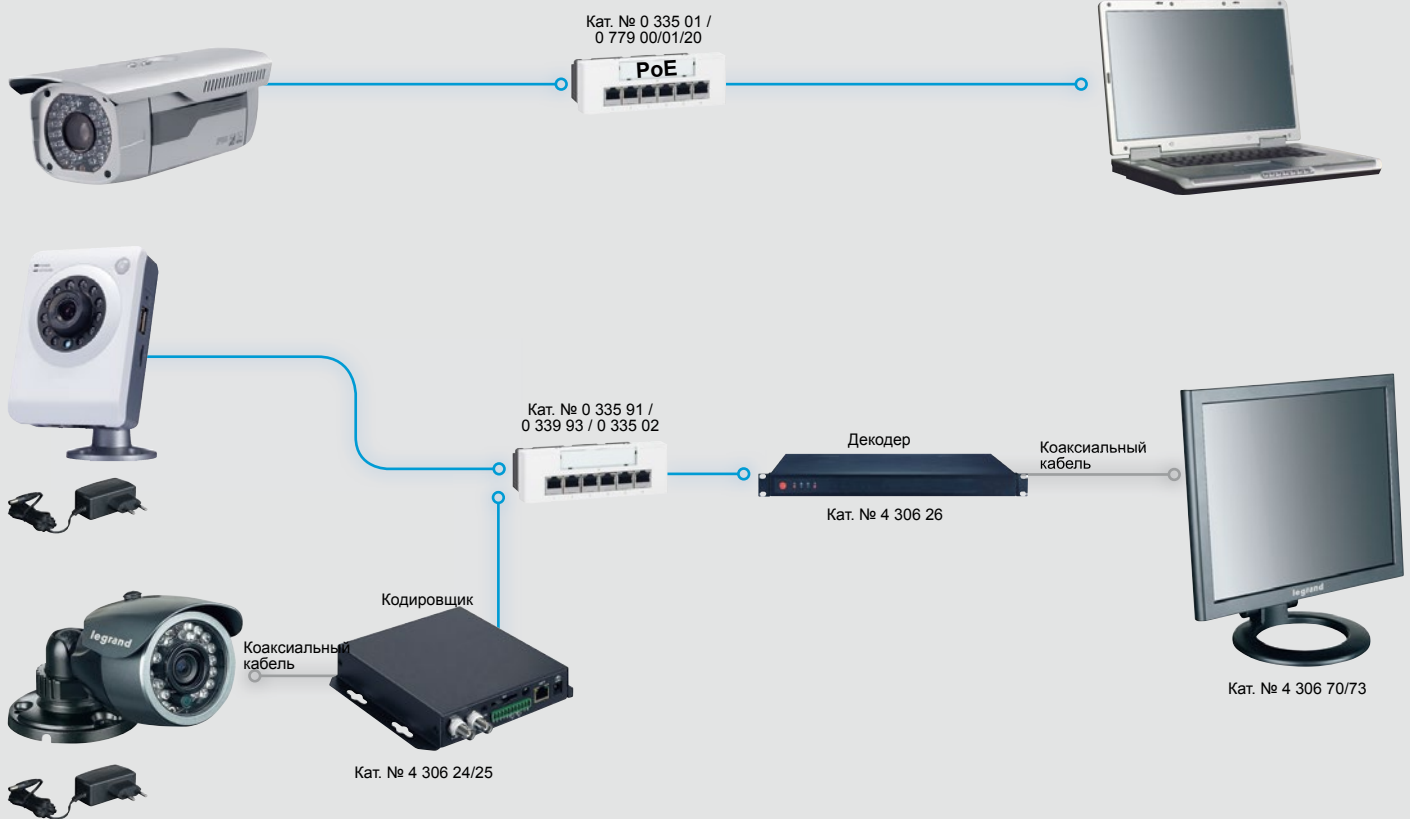 Кат. № 0 335 01 /
0 779 00/01/20
PoE
Кат. № 0 335 91 /
0 339 93 / 0 335 02
Декодер
Коаксиальный
кабель
Кат. № 4 306 26
legrand
Кат. № 4 306 70/73
Кодировщик
legrand
Коаксиальный
кабель
Кат. № 4 306 24/25